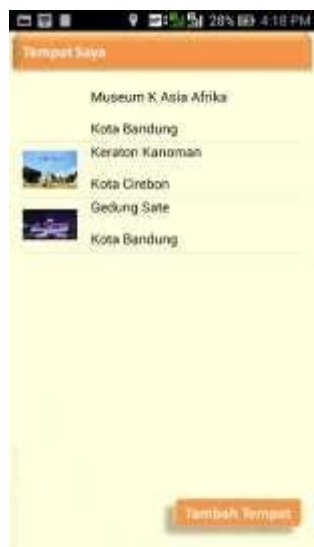 28% 4:18 PM
Tempat Saya
Museum K Asia Afrika
Kota Bandung
Keraton Kanoman
Kota Cirebon
Gedung Sate
Kota Bandung
Tambah Tempat